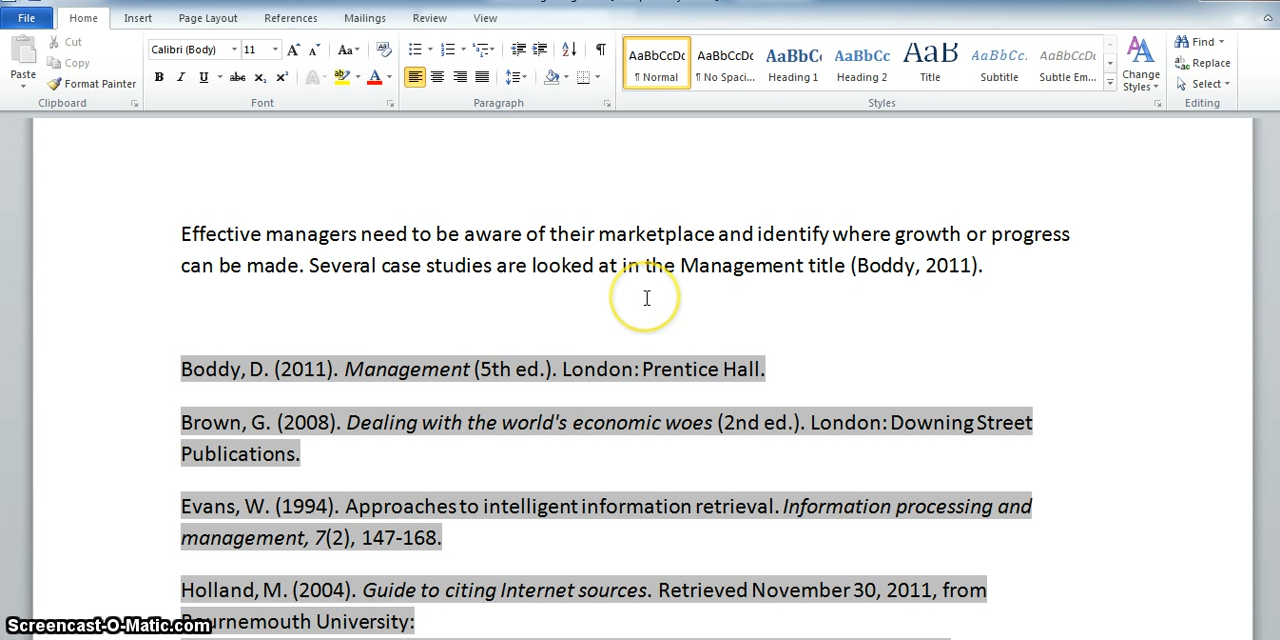 File Home Insert Page Layout References Mailings Review View
Paste Cut Copy Format Painter Clipboard
Calibri (Body) 11 Aa Font
B I U abc x₂ x² A A Paragraph
AaBbCcDc ¶ Normal AaBbCcDc ¶ No Spaci... AaBbC Heading 1 AaBbCc Heading 2 AaB Title AaBbCc. Subtitle AaBbCcDc Subtle Em... Change Styles Styles
Find Replace Select Editing
Effective managers need to be aware of their marketplace and identify where growth or progress
can be made. Several case studies are looked at in the Management title (Boddy, 2011).
Boddy, D. (2011). Management (5th ed.). London: Prentice Hall.
Brown, G. (2008). Dealing with the world's economic woes (2nd ed.). London: Downing Street
Publications.
Evans, W. (1994). Approaches to intelligent information retrieval. Information processing and
management, 7(2), 147-168.
Holland, M. (2004). Guide to citing Internet sources. Retrieved November 30, 2011, from
Bournemouth University:
Screencast-O-Matic.com